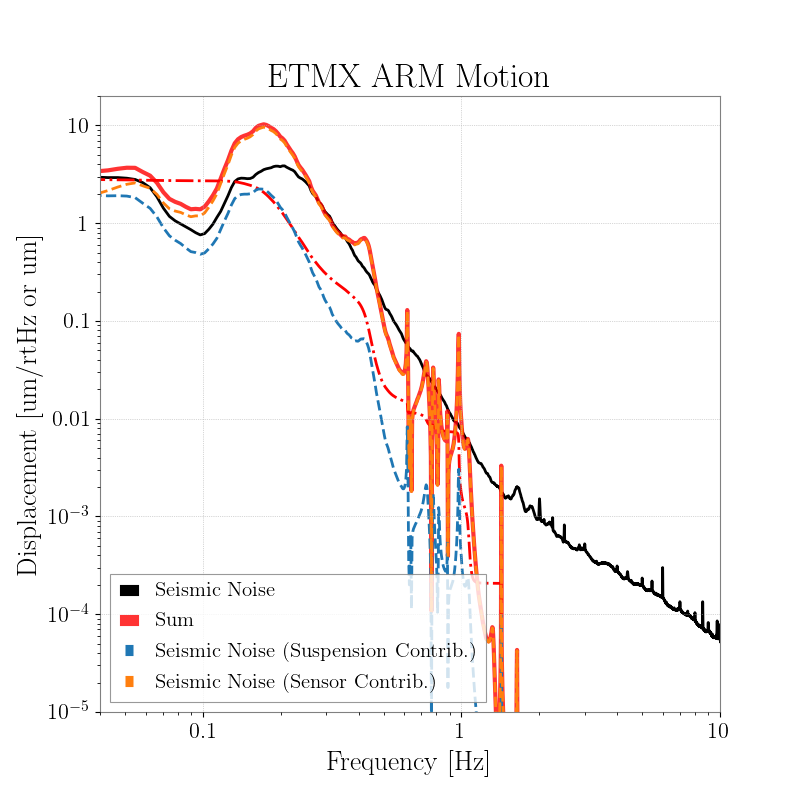 ETMX ARM Motion
Displacement [um/rtHz or um]
10
1
0.1
0.01
10⁻³
10⁻⁴
10⁻⁵
Seismic Noise
Sum
Seismic Noise (Suspension Contrib.)
Seismic Noise (Sensor Contrib.)
0.1
1
10
Frequency [Hz]